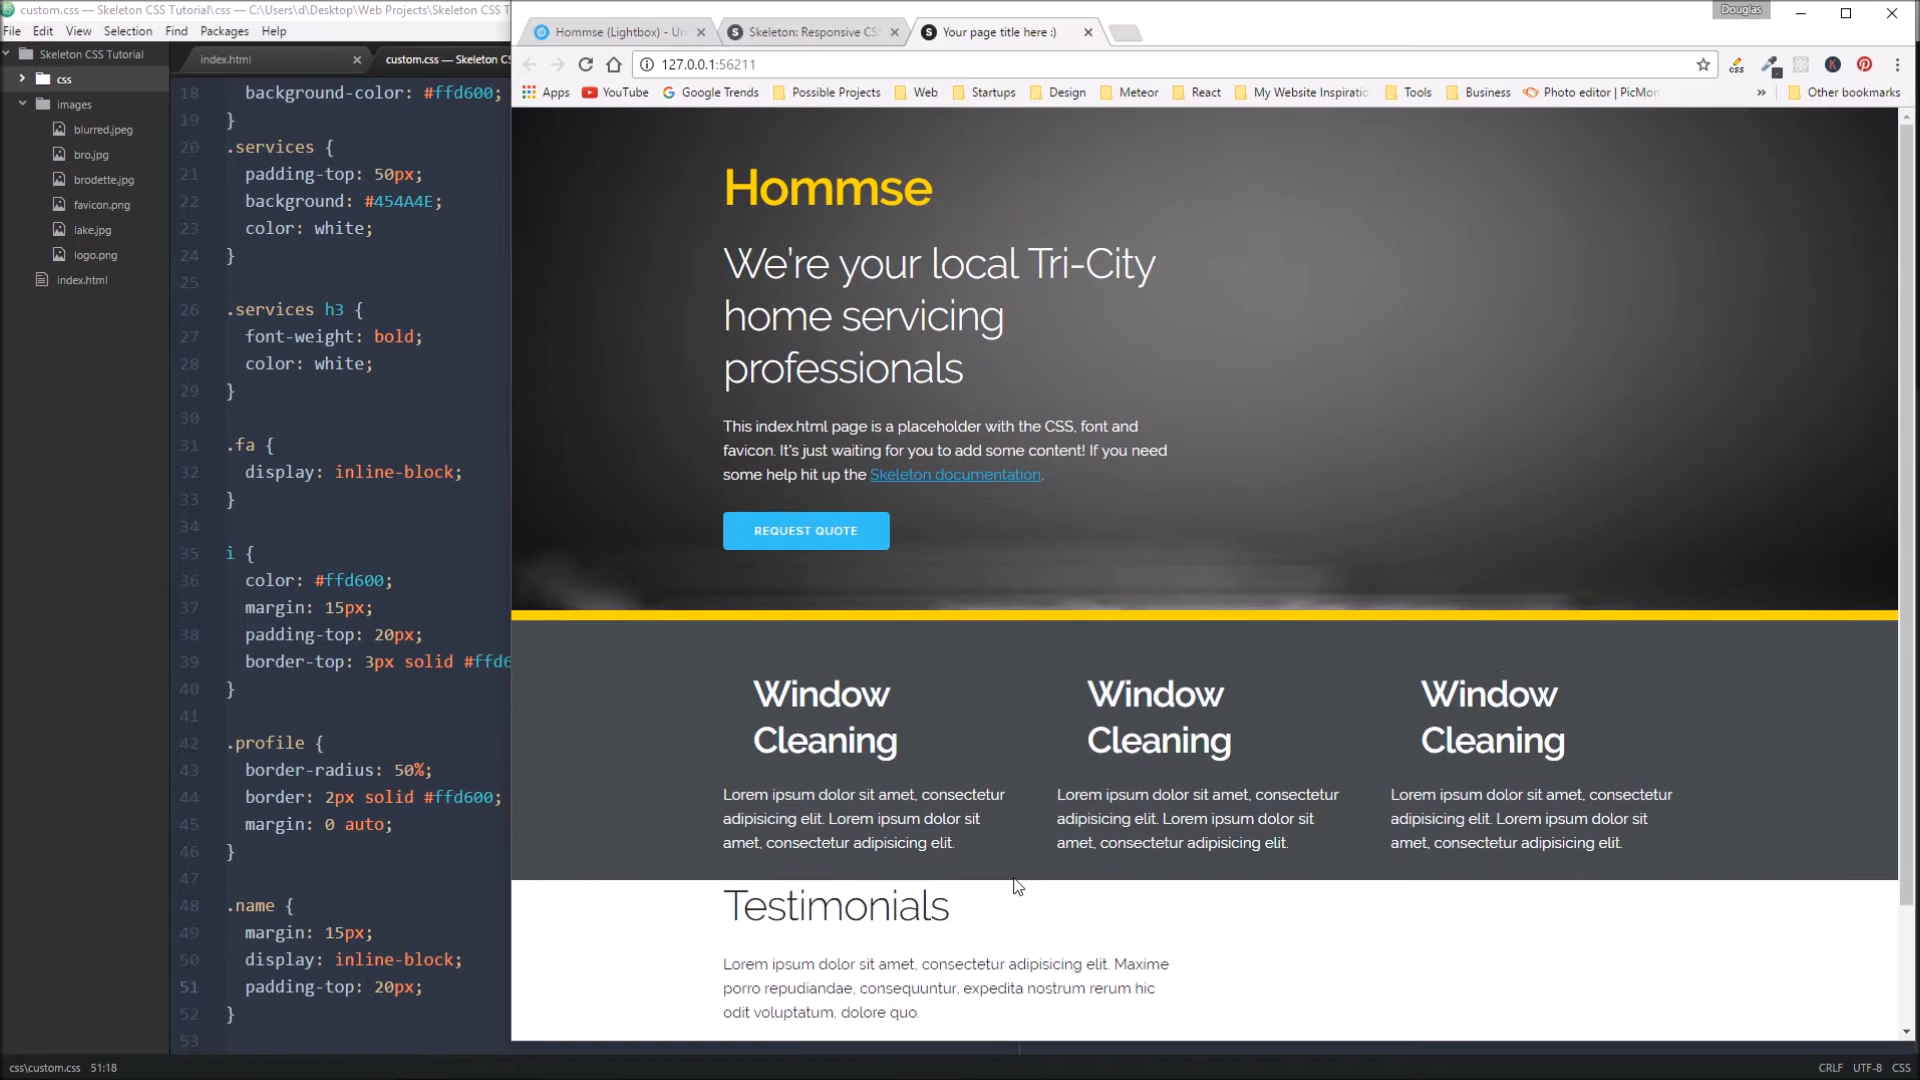 custom.css — Skeleton CSS Tutorial\css — C:\Users\d\Desktop\Web Projects\Skeleton CSS T
Douglas
File Edit View Selection Find Packages Help
Skeleton CSS Tutorial
css
images
blurred.jpeg
bro.jpg
brodette.jpg
favicon.png
lake.jpg
logo.png
index.html
index.html
custom.css — Skeleton CS
18 background-color: #ffd600;
19 }
20 .services {
21 padding-top: 50px;
22 background: #454A4E;
23 color: white;
24 }
25
26 .services h3 {
27 font-weight: bold;
28 color: white;
29 }
30
31 .fa {
32 display: inline-block;
33 }
34
35 i {
36 color: #ffd600;
37 margin: 15px;
38 padding-top: 20px;
39 border-top: 3px solid #ffd6
40 }
41
42 .profile {
43 border-radius: 50%;
44 border: 2px solid #ffd600;
45 margin: 0 auto;
46 }
47
48 .name {
49 margin: 15px;
50 display: inline-block;
51 padding-top: 20px;
52 }
53
Hommse (Lightbox) - Un
Skeleton: Responsive CSS
Your page title here :)
127.0.0.1:56211
css
Apps YouTube Google Trends Possible Projects Web Startups Design Meteor React My Website Inspiratio Tools Business Photo editor | PicMon » Other bookmarks
Hommse
We're your local Tri-City
home servicing
professionals
This index.html page is a placeholder with the CSS, font and
favicon. It's just waiting for you to add some content! If you need
some help hit up the Skeleton documentation.
REQUEST QUOTE
Window
Cleaning
Lorem ipsum dolor sit amet, consectetur
adipisicing elit. Lorem ipsum dolor sit
amet, consectetur adipisicing elit.
Window
Cleaning
Lorem ipsum dolor sit amet, consectetur
adipisicing elit. Lorem ipsum dolor sit
amet, consectetur adipisicing elit.
Window
Cleaning
Lorem ipsum dolor sit amet, consectetur
adipisicing elit. Lorem ipsum dolor sit
amet, consectetur adipisicing elit.
Testimonials
Lorem ipsum dolor sit amet, consectetur adipisicing elit. Maxime
porro repudiandae, consequuntur, expedita nostrum rerum hic
odit voluptatum, dolore quo.
css\custom.css 51:18
CRLF UTF-8 CSS